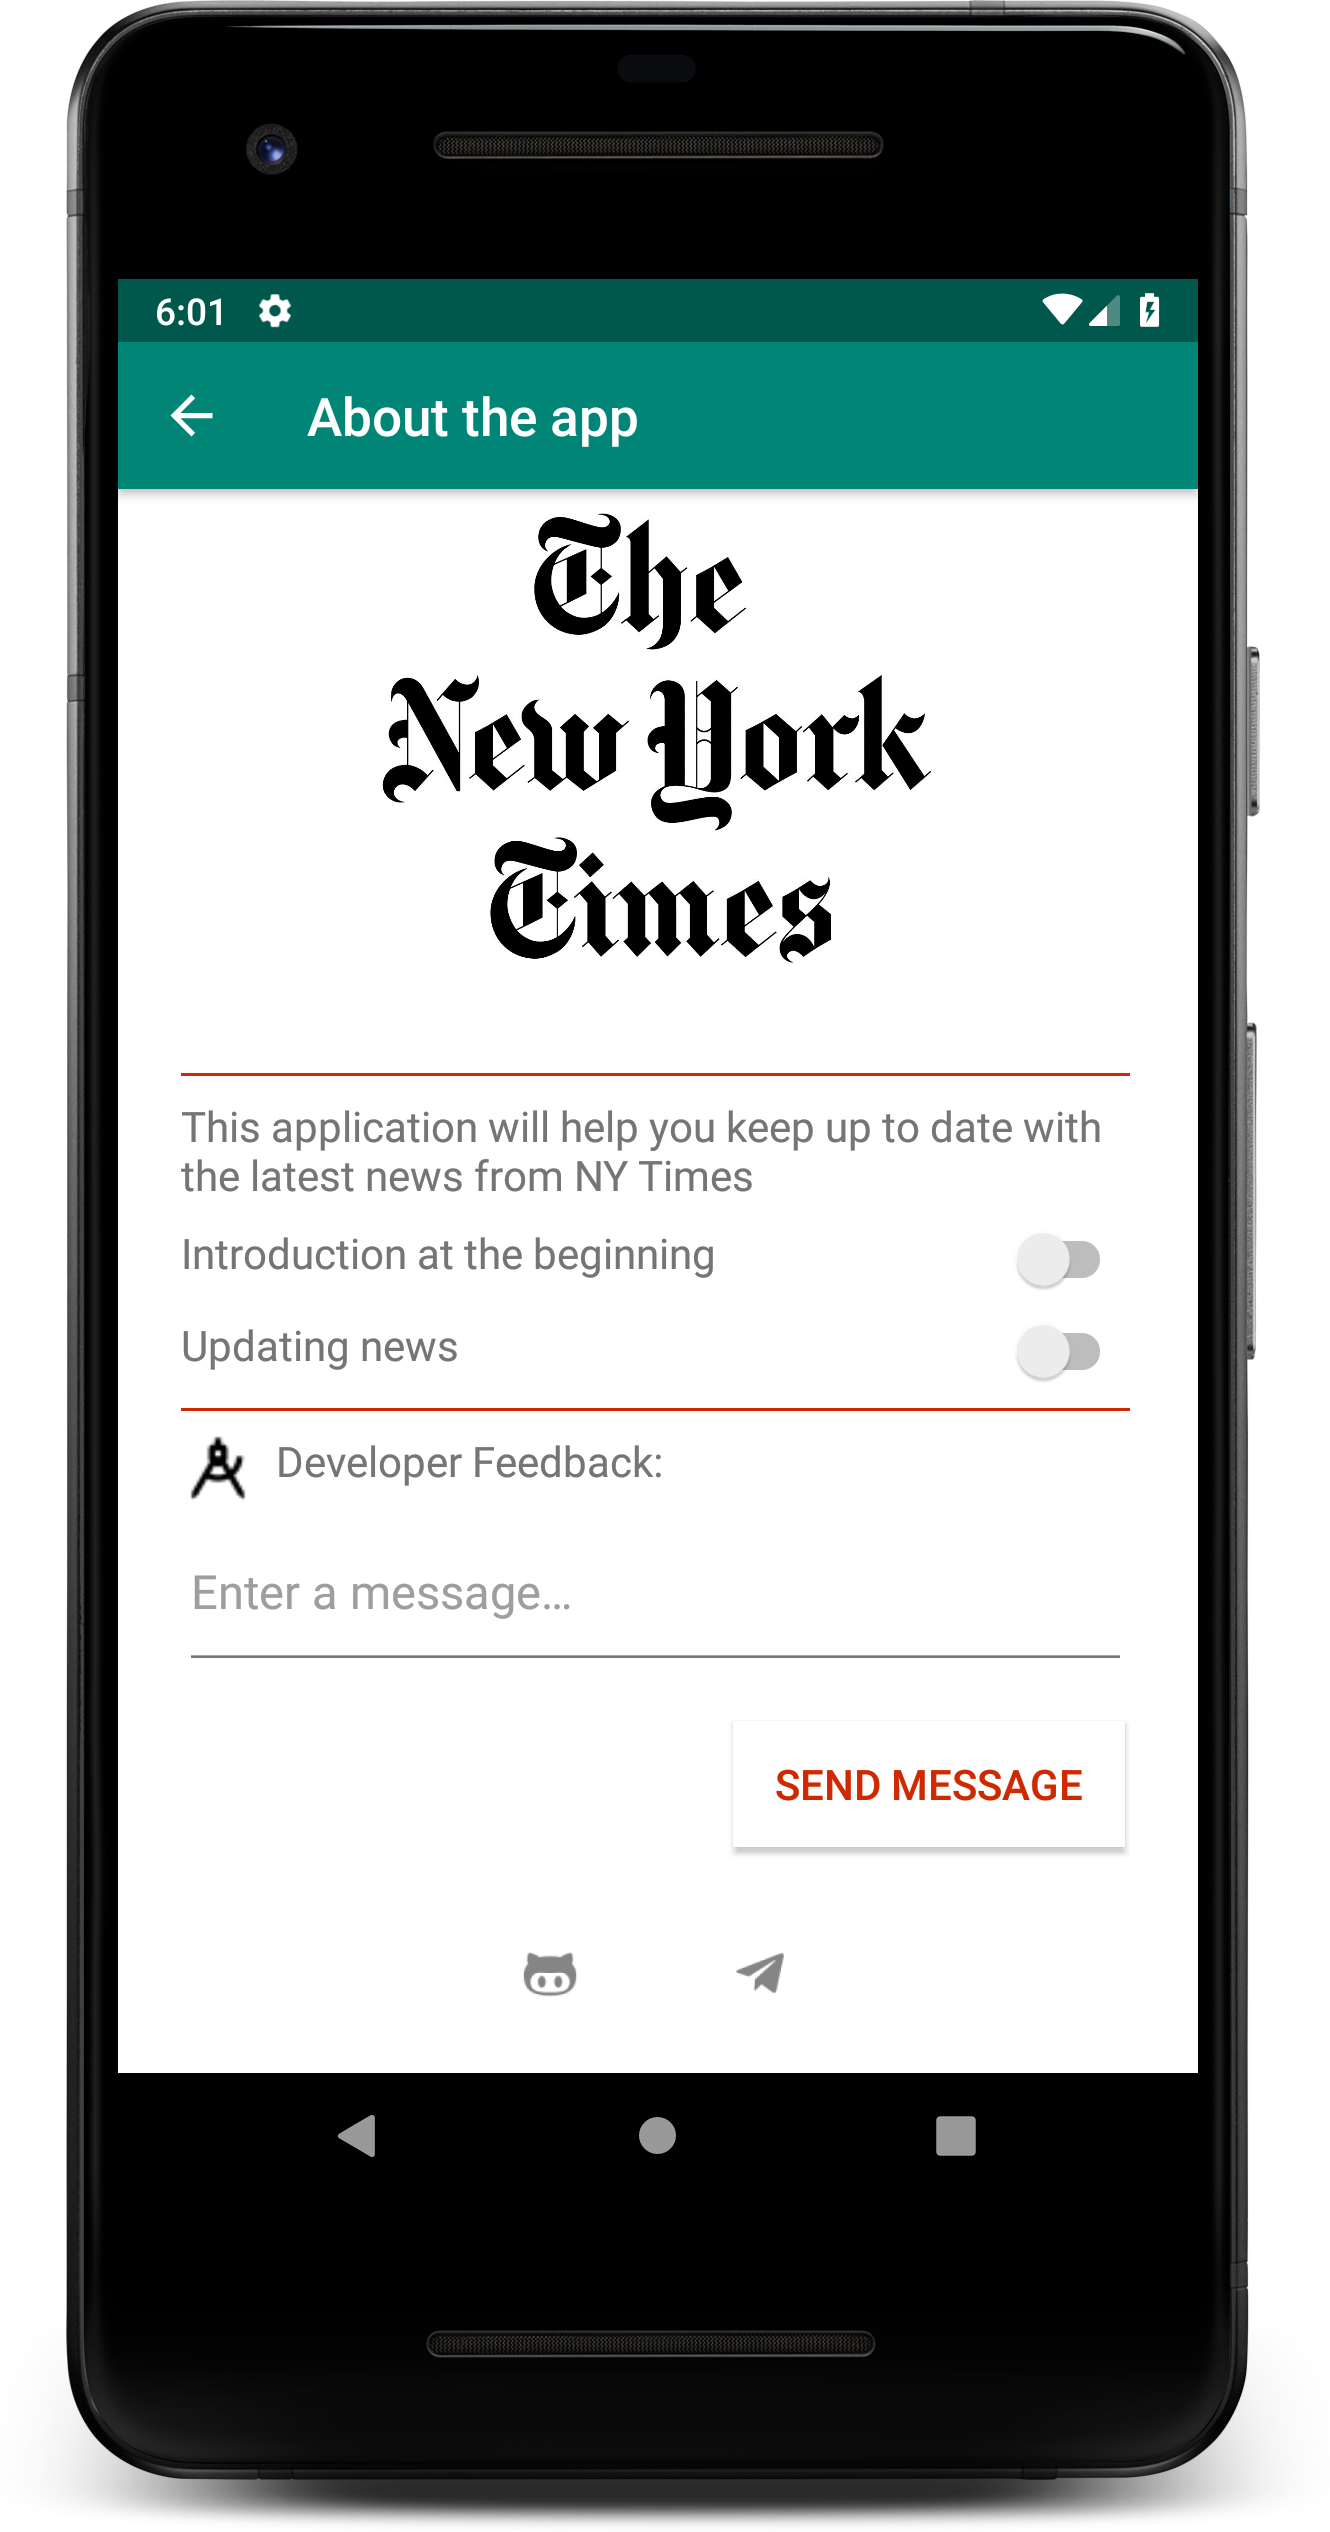 6:01
About the app
The
New York
Times
This application will help you keep up to date with
the latest news from NY Times
Introduction at the beginning
Updating news
Developer Feedback:
Enter a message...
SEND MESSAGE